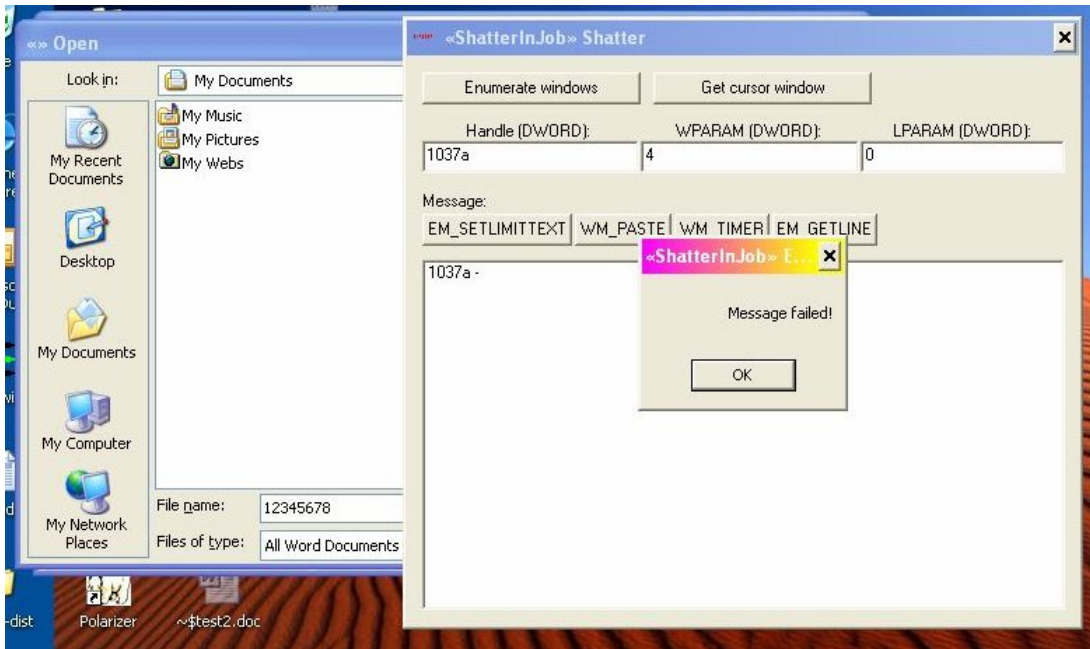 «» Open
Look in:
My Documents
My Recent
Documents
Desktop
My Documents
My Computer
My Network
Places
My Music
My Pictures
My Webs
File name:
12345678
Files of type:
All Word Documents
«ShatterInJob» Shatter
Enumerate windows
Get cursor window
Handle (DWORD):
WPARAM (DWORD):
LPARAM (DWORD):
1037a
4
0
Message:
EM_SETLIMITTEXT
WM_PASTE
WM_TIMER
EM_GETLINE
1037a -
«ShatterInJob» E...
Message failed!
OK
-dist
Polarizer
~$test2.doc